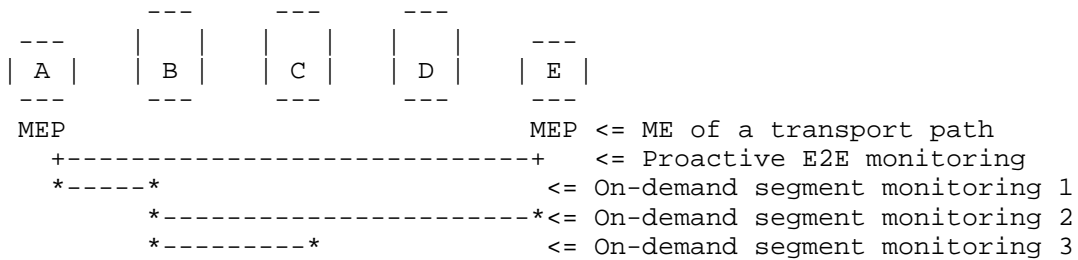 ---       ---       ---
 ---     |   |     |   |     |   |     ---
| A |    | B |     | C |     | D |    | E |
 ---      ---       ---       ---      ---
 MEP                                   MEP <= ME of a transport path
   +-----------------------------+   <= Proactive E2E monitoring
   *-----*                         <= On-demand segment monitoring 1
         *-----------------------*<= On-demand segment monitoring 2
         *---------*               <= On-demand segment monitoring 3